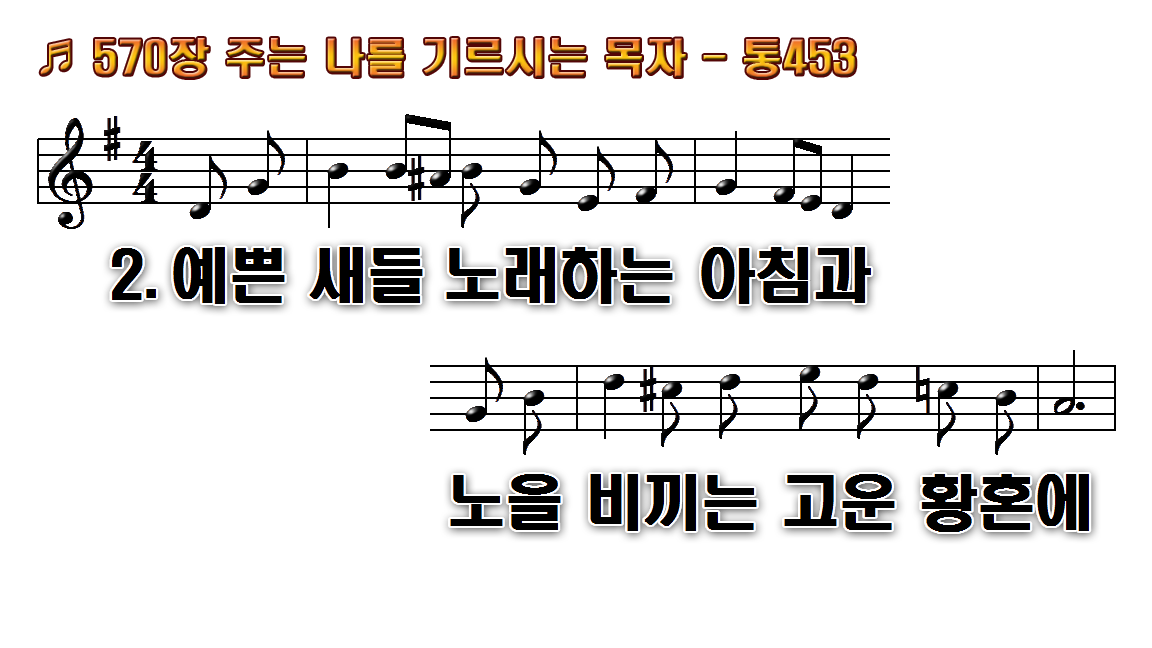 ♬ 570장 주는 나를 기르시는 목자 - 통453
4
4
2. 예쁜 새들 노래하는 아침과
노을 비끼는 고운 황혼에